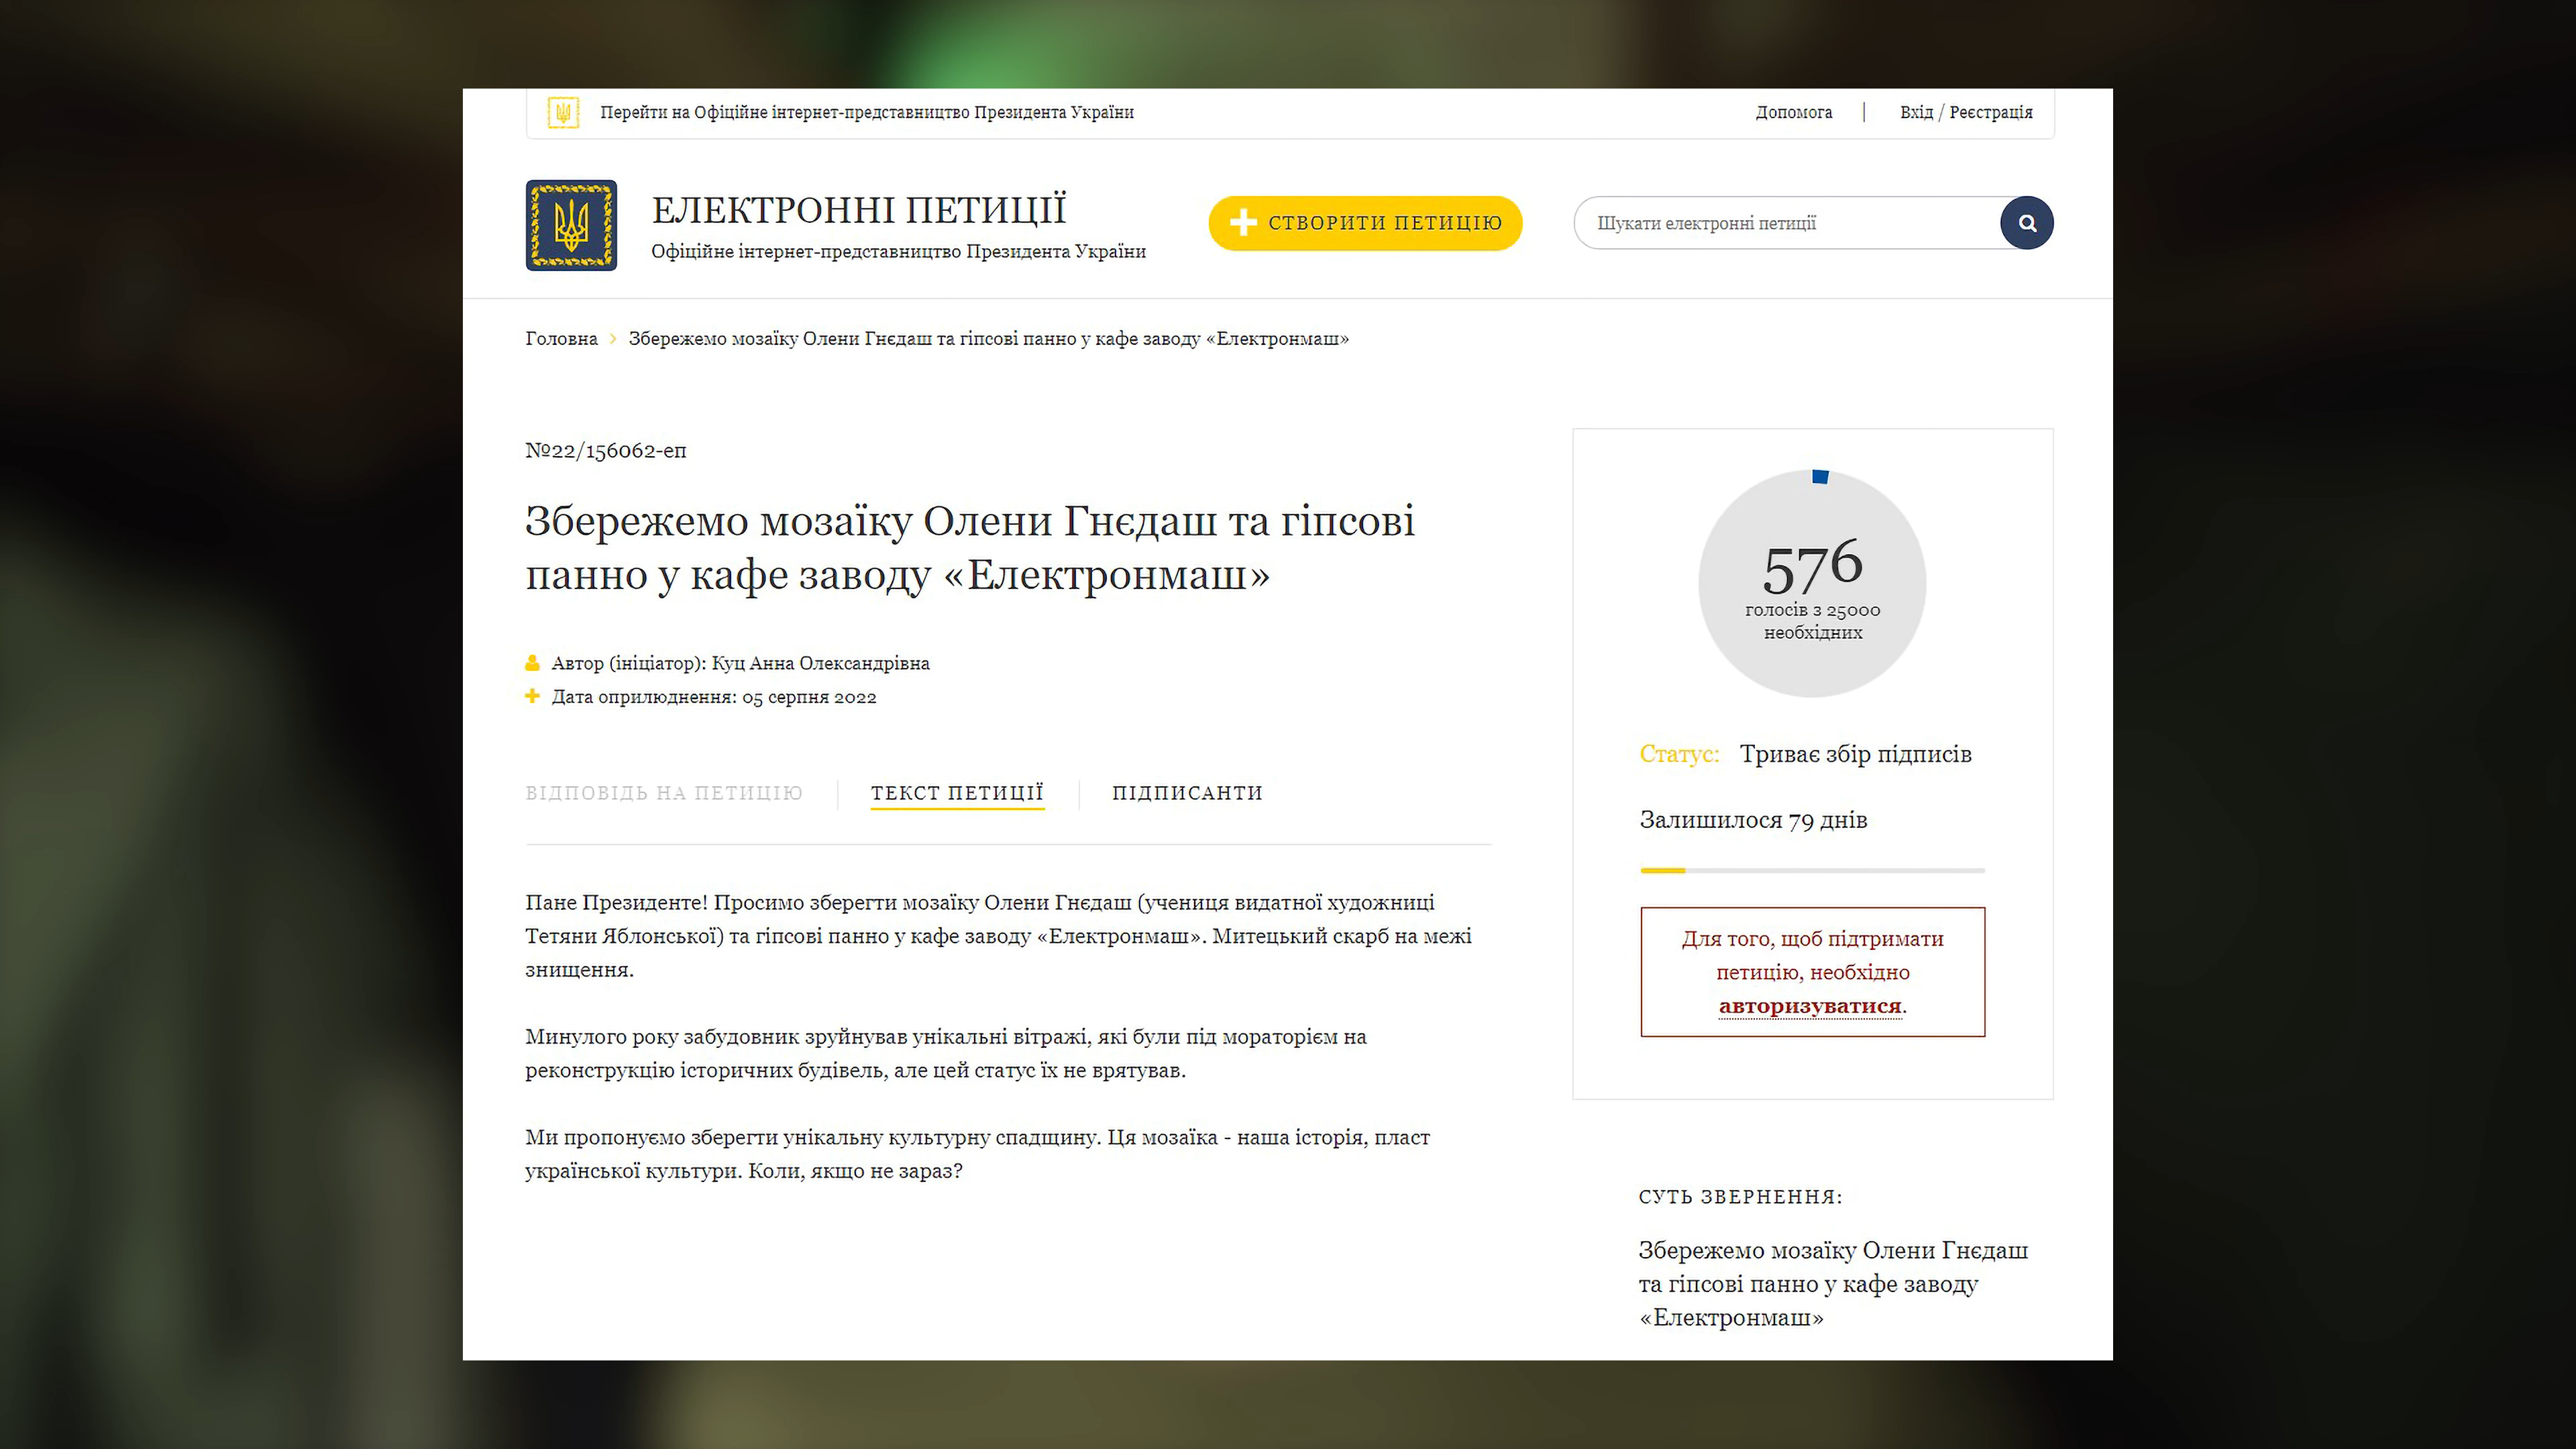 Перейти на Офіційне інтернет-представництво Президента України
Допомога
Вхід / Реєстрація
ЕЛЕКТРОННІ ПЕТИЦІЇ
Офіційне інтернет-представництво Президента України
СТВОРИТИ ПЕТИЦІЮ
Шукати електронні петиції
Головна
Збережемо мозаїку Олени Гнєдаш та гіпсові панно у кафе заводу «Електронмаш»
№22/156062-еп
Збережемо мозаїку Олени Гнєдаш та гіпсові
панно у кафе заводу «Електронмаш»
Автор (ініціатор): Куц Анна Олександрівна
Дата оприлюднення: 05 серпня 2022
ВІДПОВІДЬ НА ПЕТИЦІЮ
ТЕКСТ ПЕТИЦІЇ
ПІДПИСАНТИ
Пане Президенте! Просимо зберегти мозаїку Олени Гнєдаш (учениця видатної художниці
Тетяни Яблонської) та гіпсові панно у кафе заводу «Електронмаш». Митецький скарб на межі
знищення.
Минулого року забудовник зруйнував унікальні вітражі, які були під мораторієм на
реконструкцію історичних будівель, але цей статус їх не врятував.
Ми пропонуємо зберегти унікальну культурну спадщину. Ця мозаїка - наша історія, пласт
української культури. Коли, якщо не зараз?
576
голосів з 25000
необхідних
Статус: Триває збір підписів
Залишилося 79 днів
Для того, щоб підтримати
петицію, необхідно
авторизуватися.
СУТЬ ЗВЕРНЕННЯ:
Збережемо мозаїку Олени Гнєдаш
та гіпсові панно у кафе заводу
«Електронмаш»